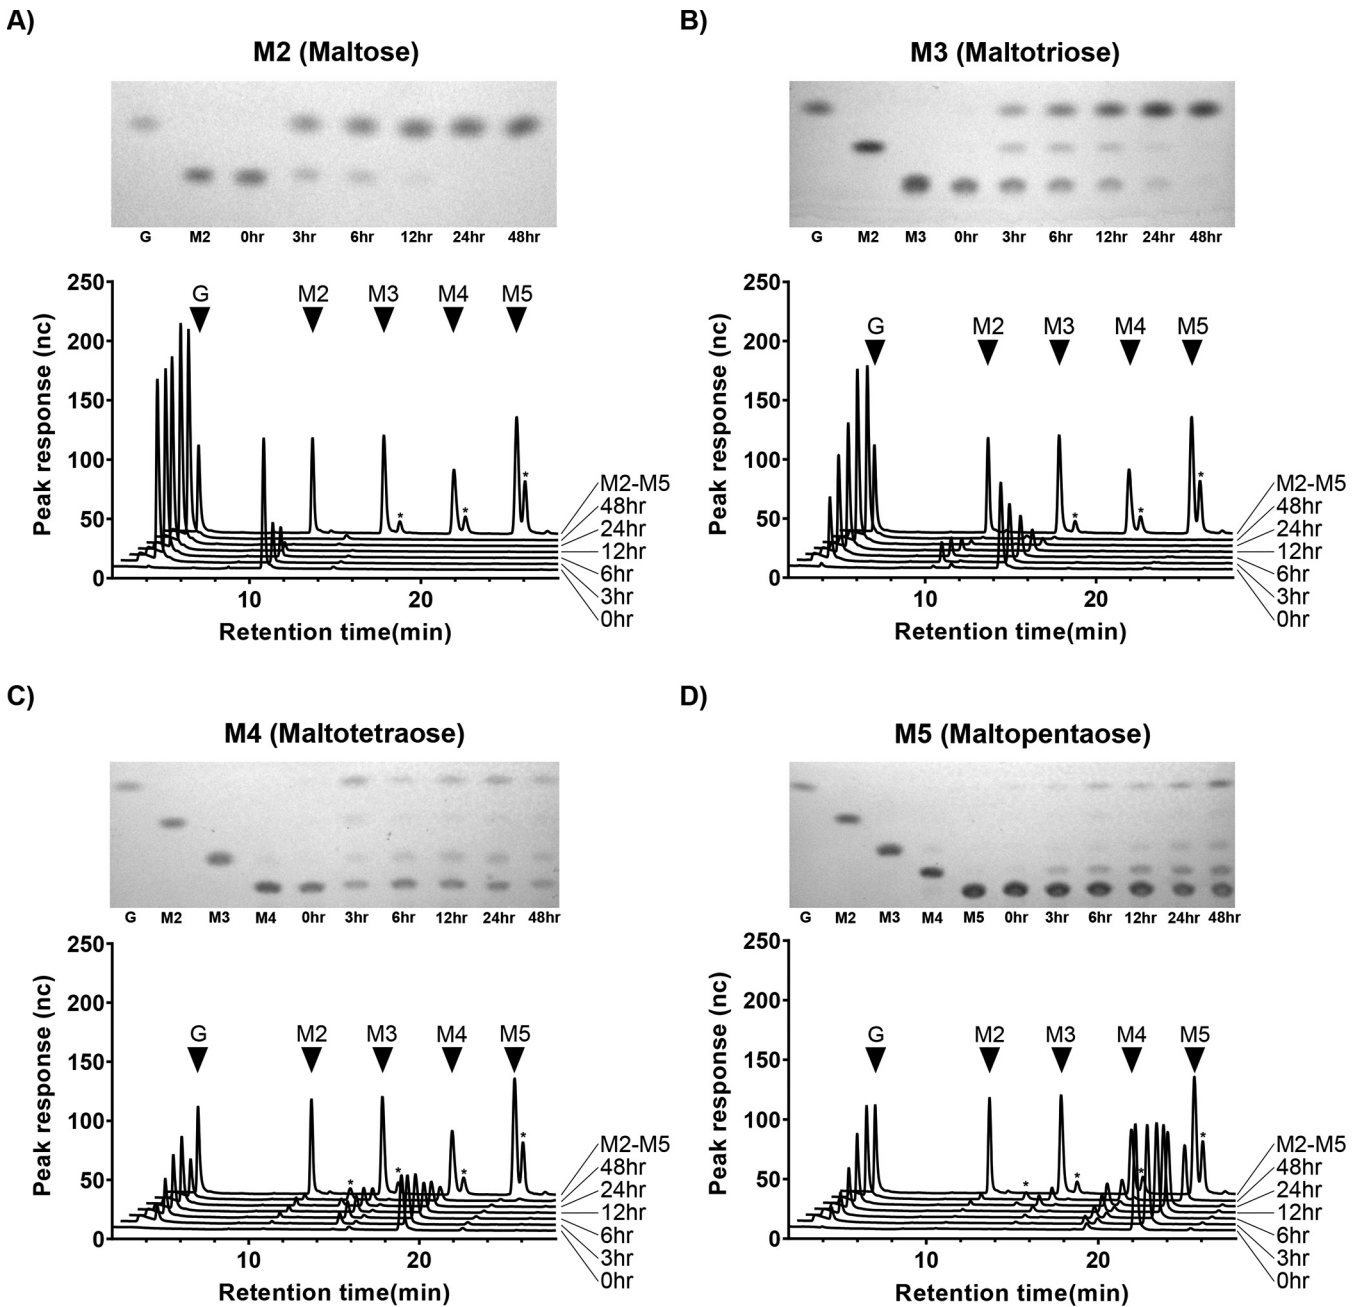 A)
M2 (Maltose)
G M2 0hr 3hr 6hr 12hr 24hr 48hr
Peak response (nc)
250
200
150
100
50
0
G M2 M3 M4 M5
* * *
M2-M5
48hr
24hr
12hr
6hr
3hr
0hr
10 20
Retention time(min)
B)
M3 (Maltotriose)
G M2 M3 0hr 3hr 6hr 12hr 24hr 48hr
Peak response (nc)
250
200
150
100
50
0
G M2 M3 M4 M5
* * *
M2-M5
48hr
24hr
12hr
6hr
3hr
0hr
10 20
Retention time(min)
C)
M4 (Maltotetraose)
G M2 M3 M4 0hr 3hr 6hr 12hr 24hr 48hr
Peak response (nc)
250
200
150
100
50
0
G M2 M3 M4 M5
* * * *
M2-M5
48hr
24hr
12hr
6hr
3hr
0hr
10 20
Retention time(min)
D)
M5 (Maltopentaose)
G M2 M3 M4 M5 0hr 3hr 6hr 12hr 24hr 48hr
Peak response (nc)
250
200
150
100
50
0
G M2 M3 M4 M5
* * * *
M2-M5
48hr
24hr
12hr
6hr
3hr
0hr
10 20
Retention time(min)